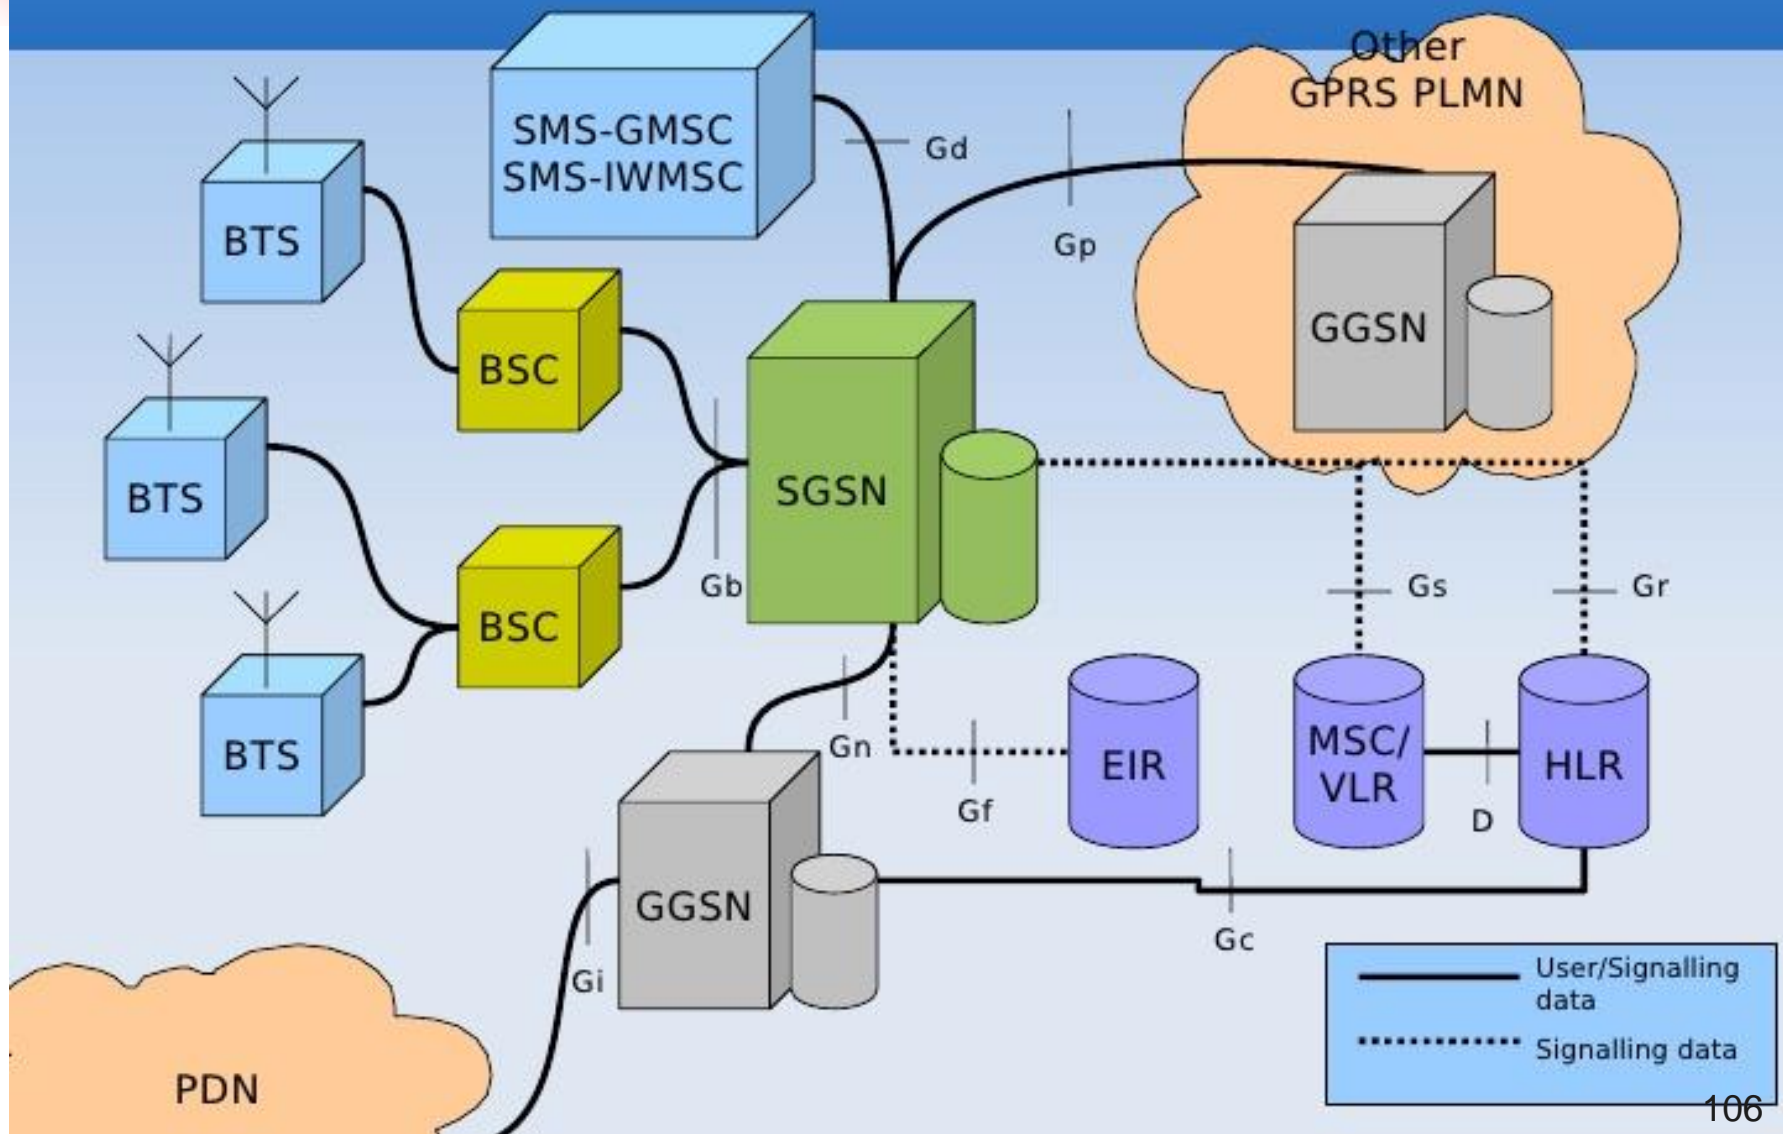 Other
GPRS PLMN
SMS-GMSC
SMS-IWMSC
Gd
Gp
BTS
GGSN
BSC
SGSN
BTS
Gb
Gs
Gr
BSC
Gn
EIR
MSC/
VLR
HLR
BTS
Gf
D
GGSN
Gc
Gi
User/Signalling
data
Signalling data
PDN
106